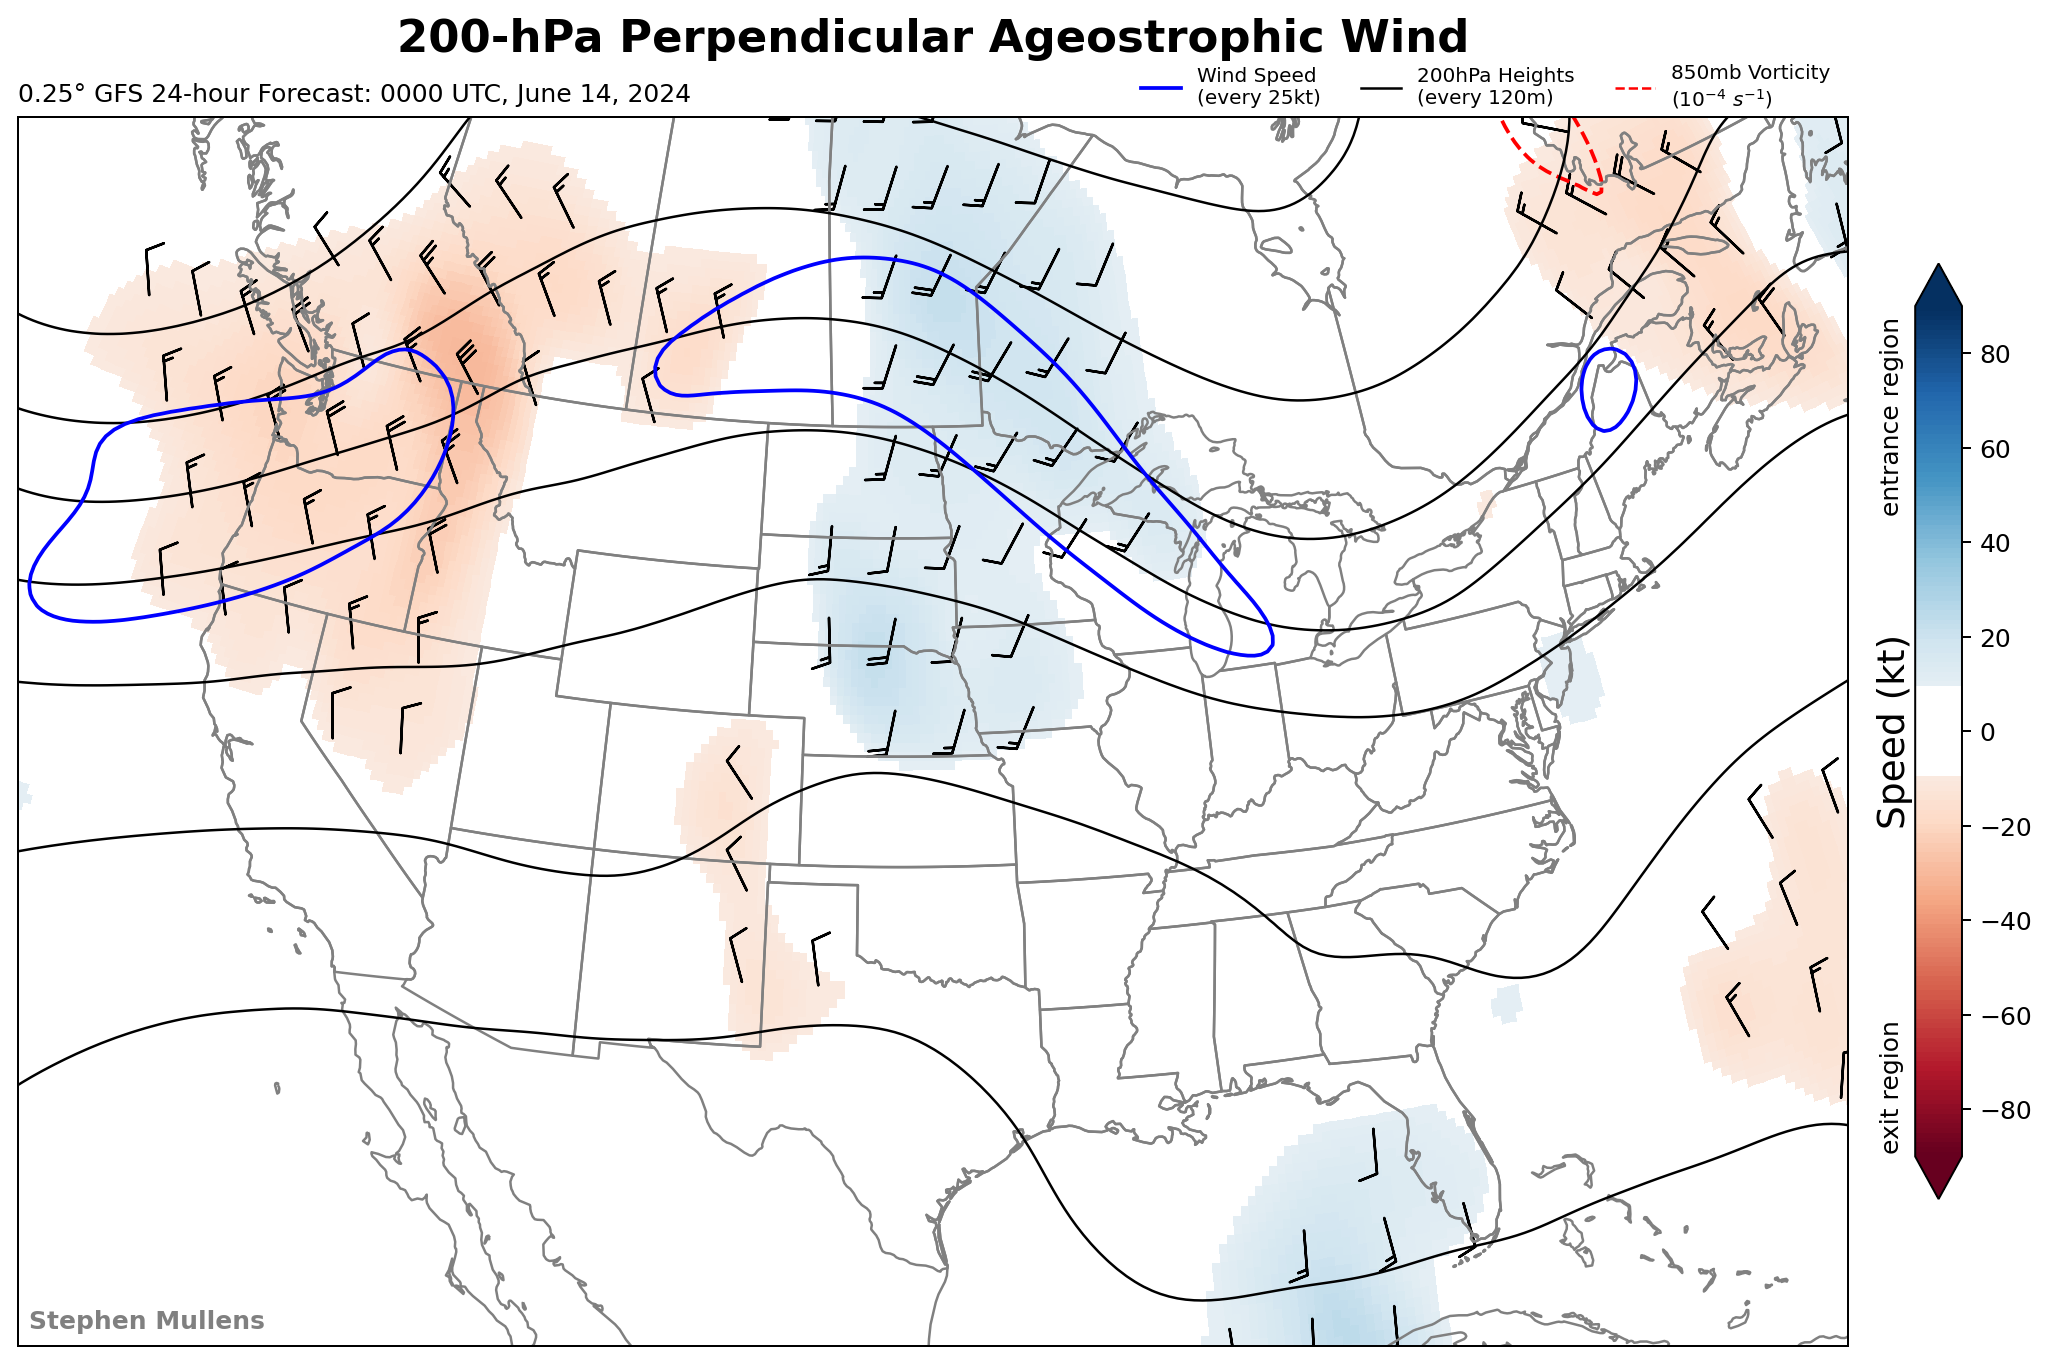 200-hPa Perpendicular Ageostrophic Wind
0.25° GFS 24-hour Forecast: 0000 UTC, June 14, 2024
Wind Speed
(every 25kt)
200hPa Heights
(every 120m)
850mb Vorticity
(10⁻⁴ s⁻¹)
entrance region
Speed (kt)
exit region
80
60
40
20
0
−20
−40
−60
−80
Stephen Mullens